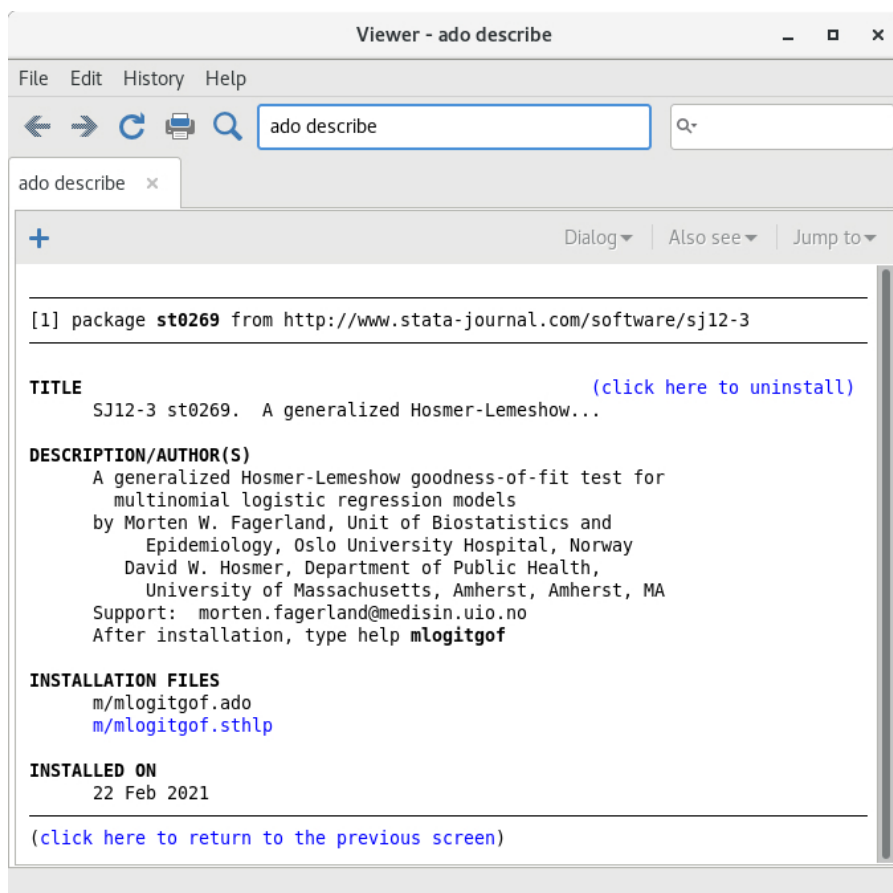 Viewer - ado describe
File Edit History Help
ado describe
ado describe
Dialog Also see Jump to
[1] package st0269 from http://www.stata-journal.com/software/sj12-3
TITLE (click here to uninstall)
SJ12-3 st0269. A generalized Hosmer-Lemeshow...
DESCRIPTION/AUTHOR(S)
A generalized Hosmer-Lemeshow goodness-of-fit test for
multinomial logistic regression models
by Morten W. Fagerland, Unit of Biostatistics and
Epidemiology, Oslo University Hospital, Norway
David W. Hosmer, Department of Public Health,
University of Massachusetts, Amherst, Amherst, MA
Support: morten.fagerland@medisin.uio.no
After installation, type help mlogitgof
INSTALLATION FILES
m/mlogitgof.ado
m/mlogitgof.sthlp
INSTALLED ON
22 Feb 2021
(click here to return to the previous screen)